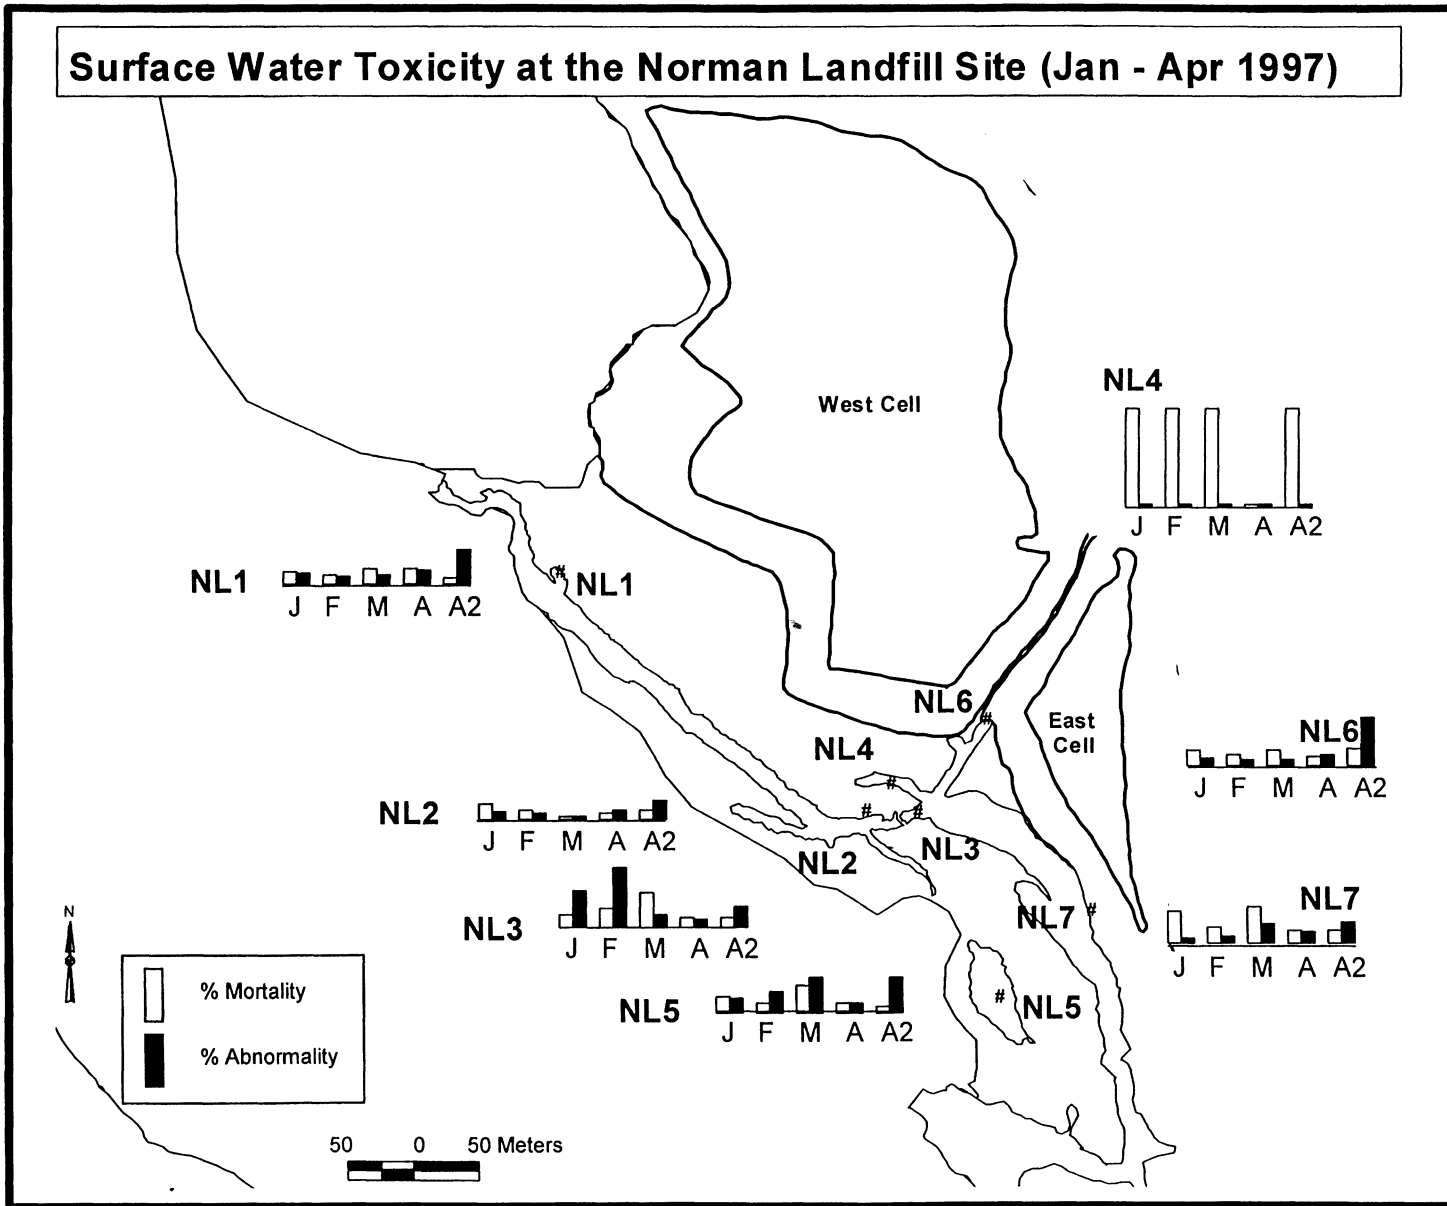 Surface Water Toxicity at the Norman Landfill Site (Jan - Apr 1997)
West Cell
NL4
J F M A A2
NL1
J F M A A2
# NL1
NL6
#
East
Cell
NL6
J F M A A2
NL4
#
# #
NL2
J F M A A2
NL2
NL3
NL3
J F M A A2
NL7 #
NL7
J F M A A2
N
% Mortality
% Abnormality
NL5
J F M A A2
#
NL5
50 0 50 Meters